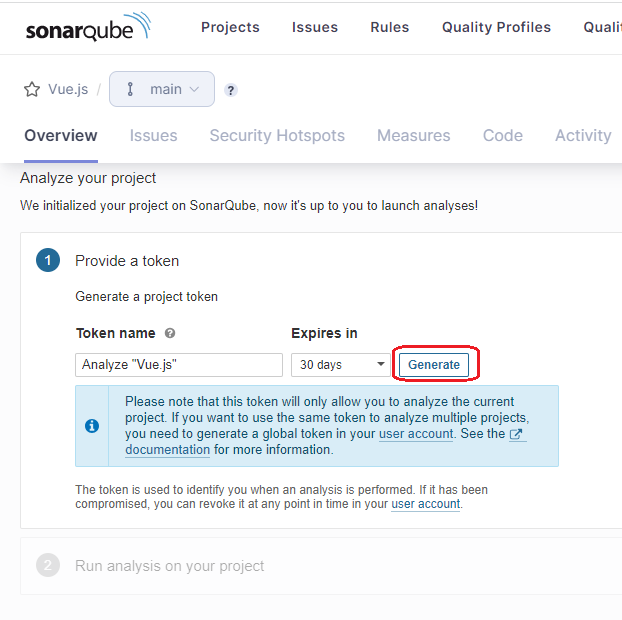 sonarqube Projects Issues Rules Quality Profiles Quali
Vue.js / main ?
Overview Issues Security Hotspots Measures Code Activity
Analyze your project
We initialized your project on SonarQube, now it's up to you to launch analyses!
1 Provide a token
Generate a project token
Token name ? Expires in
Analyze "Vue.js" 30 days Generate
Please note that this token will only allow you to analyze the current
project. If you want to use the same token to analyze multiple projects,
you need to generate a global token in your user account. See the
documentation for more information.
The token is used to identify you when an analysis is performed. If it has been
compromised, you can revoke it at any point in time in your user account.
2 Run analysis on your project